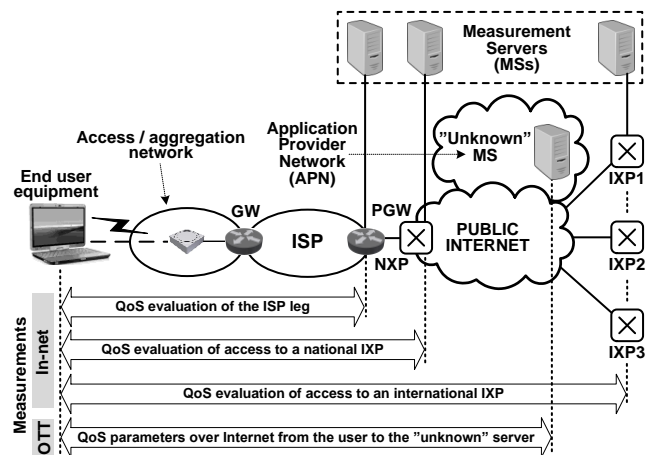 Measurement
Servers
(MSs)
Access / aggregation
network
Application
Provider
Network
(APN)
"Unknown"
MS
IXP1
End user
equipment
GW
ISP
PGW
NXP
PUBLIC
INTERNET
IXP2
IXP3
Measurements
In-net
OTT
QoS evaluation of the ISP leg
QoS evaluation of access to a national IXP
QoS evaluation of access to an international IXP
QoS parameters over Internet from the user to the "unknown" server